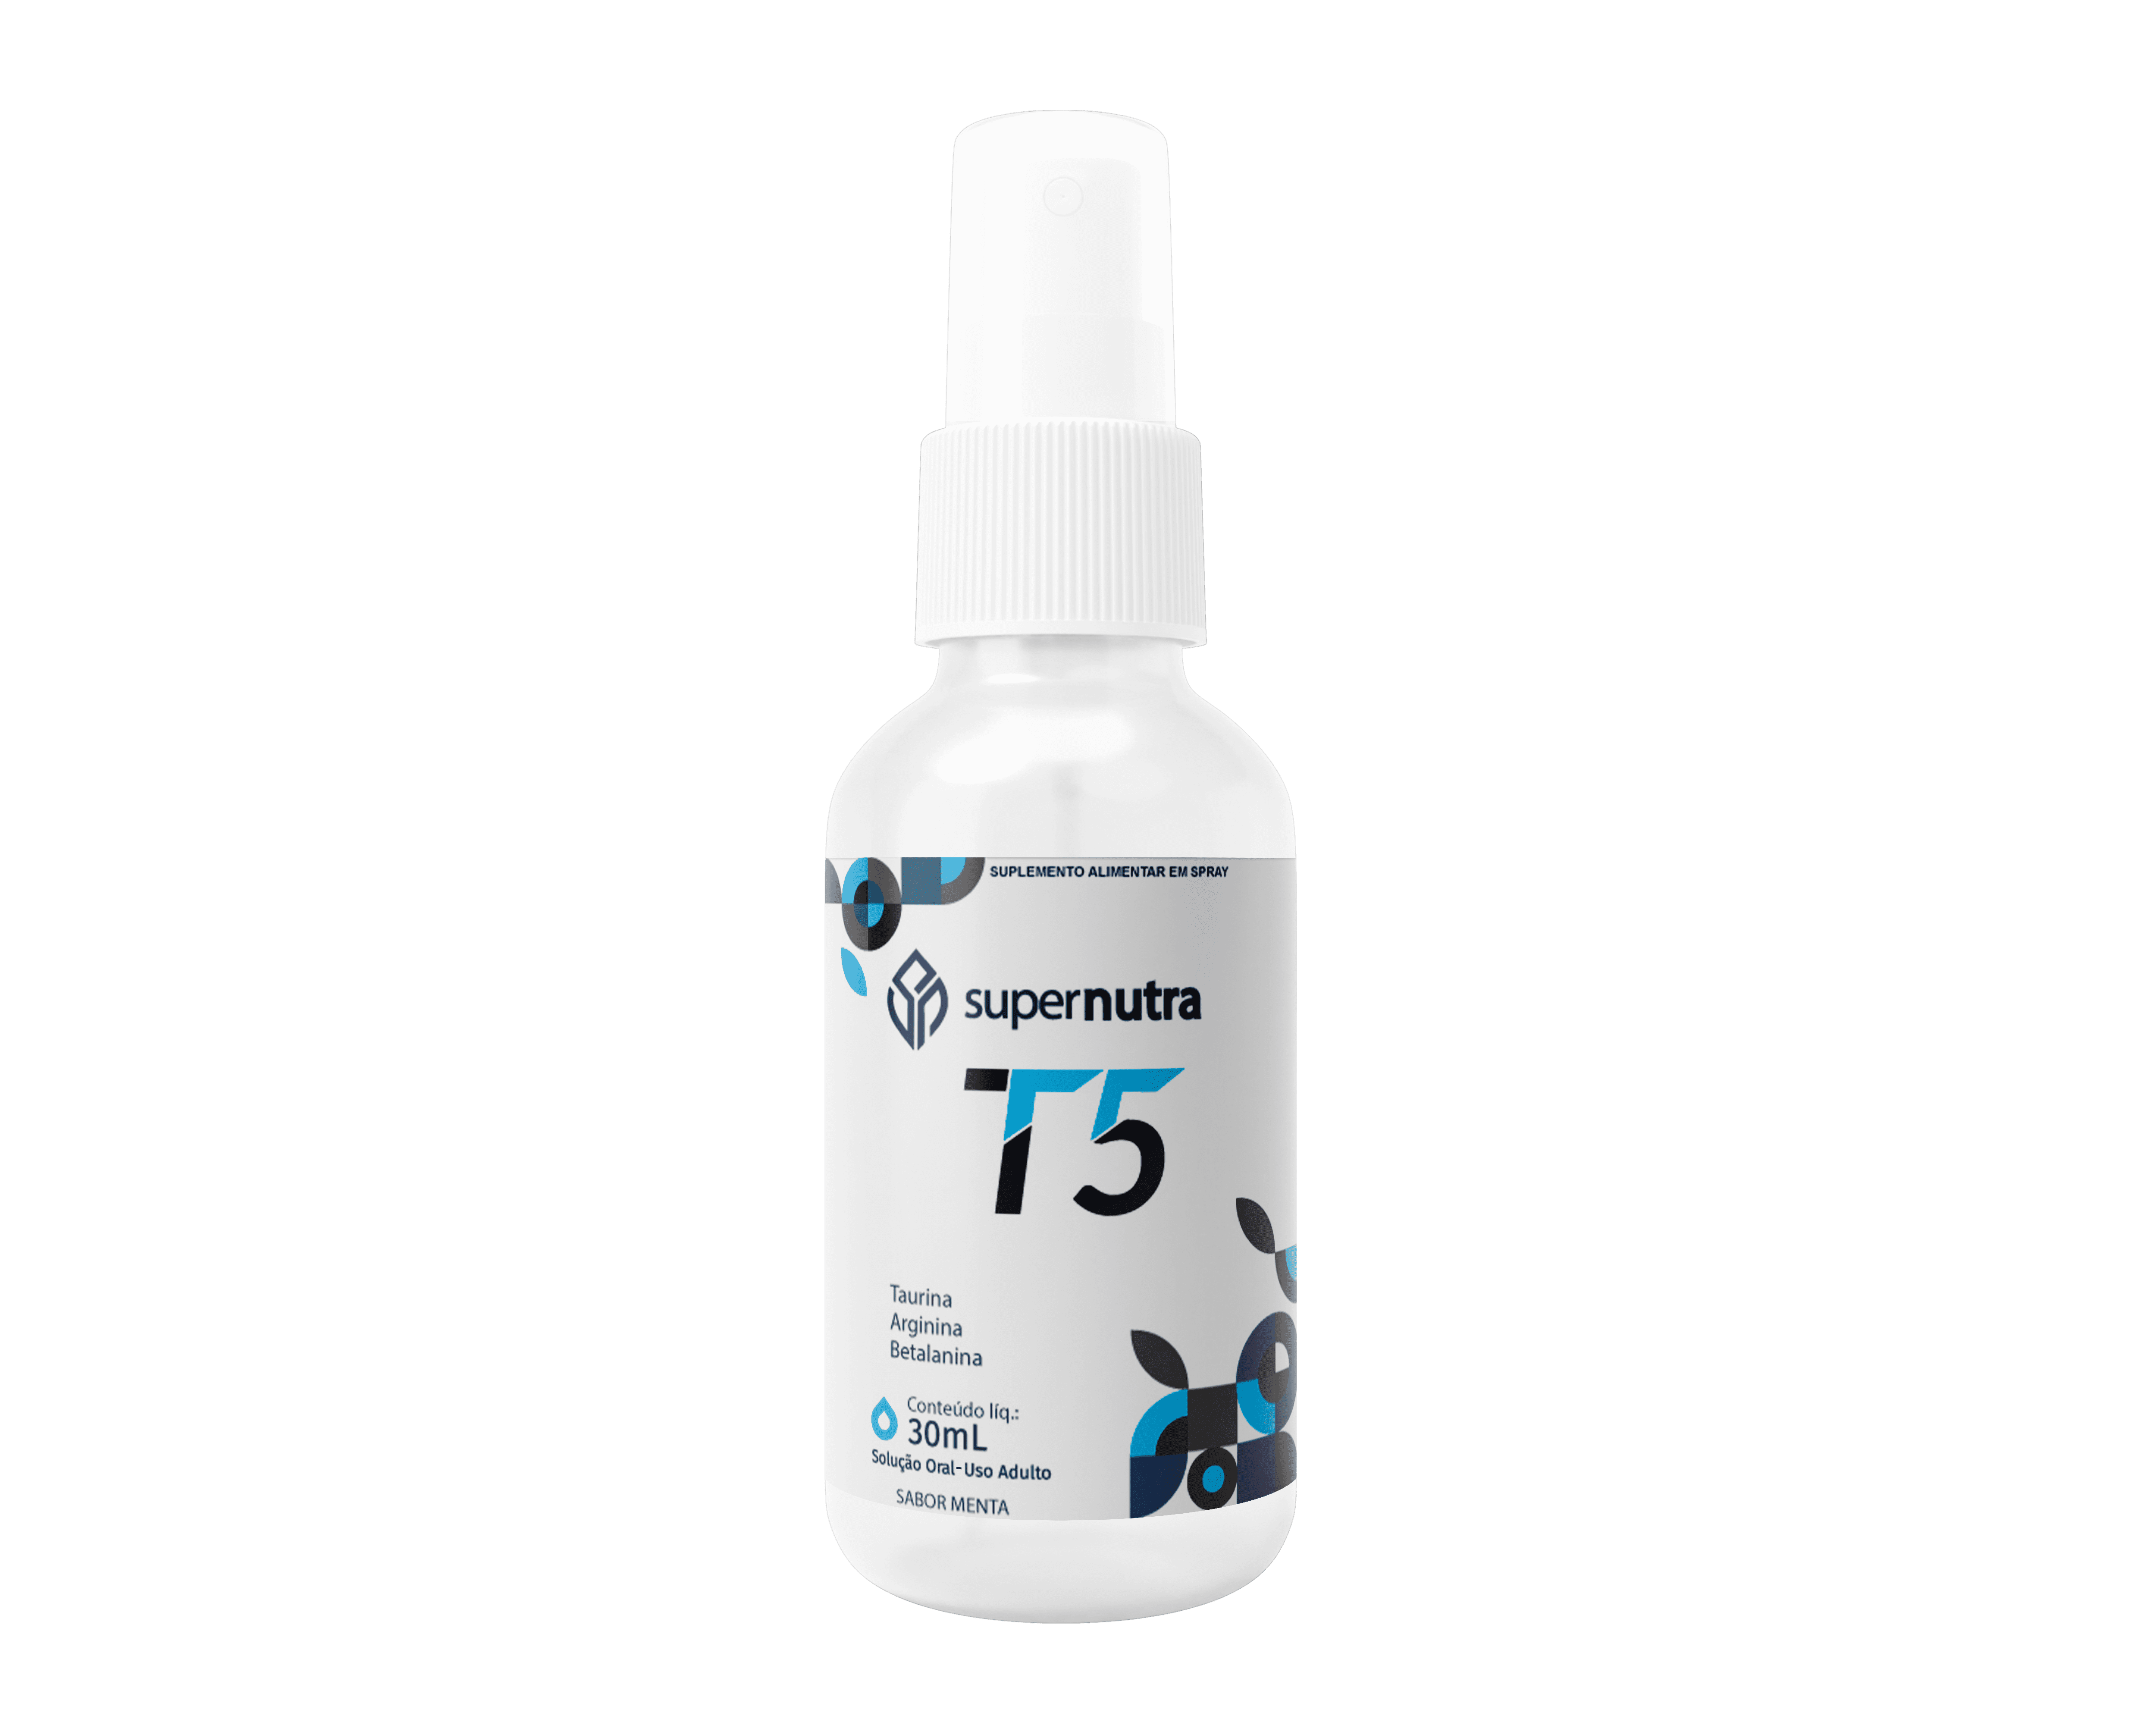 SUPLEMENTO ALIMENTAR EM SPRAY
supernutra
T5
Taurina
Arginina
Betalanina
Conteúdo líq.:
30mL
Solução Oral-Uso Adulto
SABOR MENTA